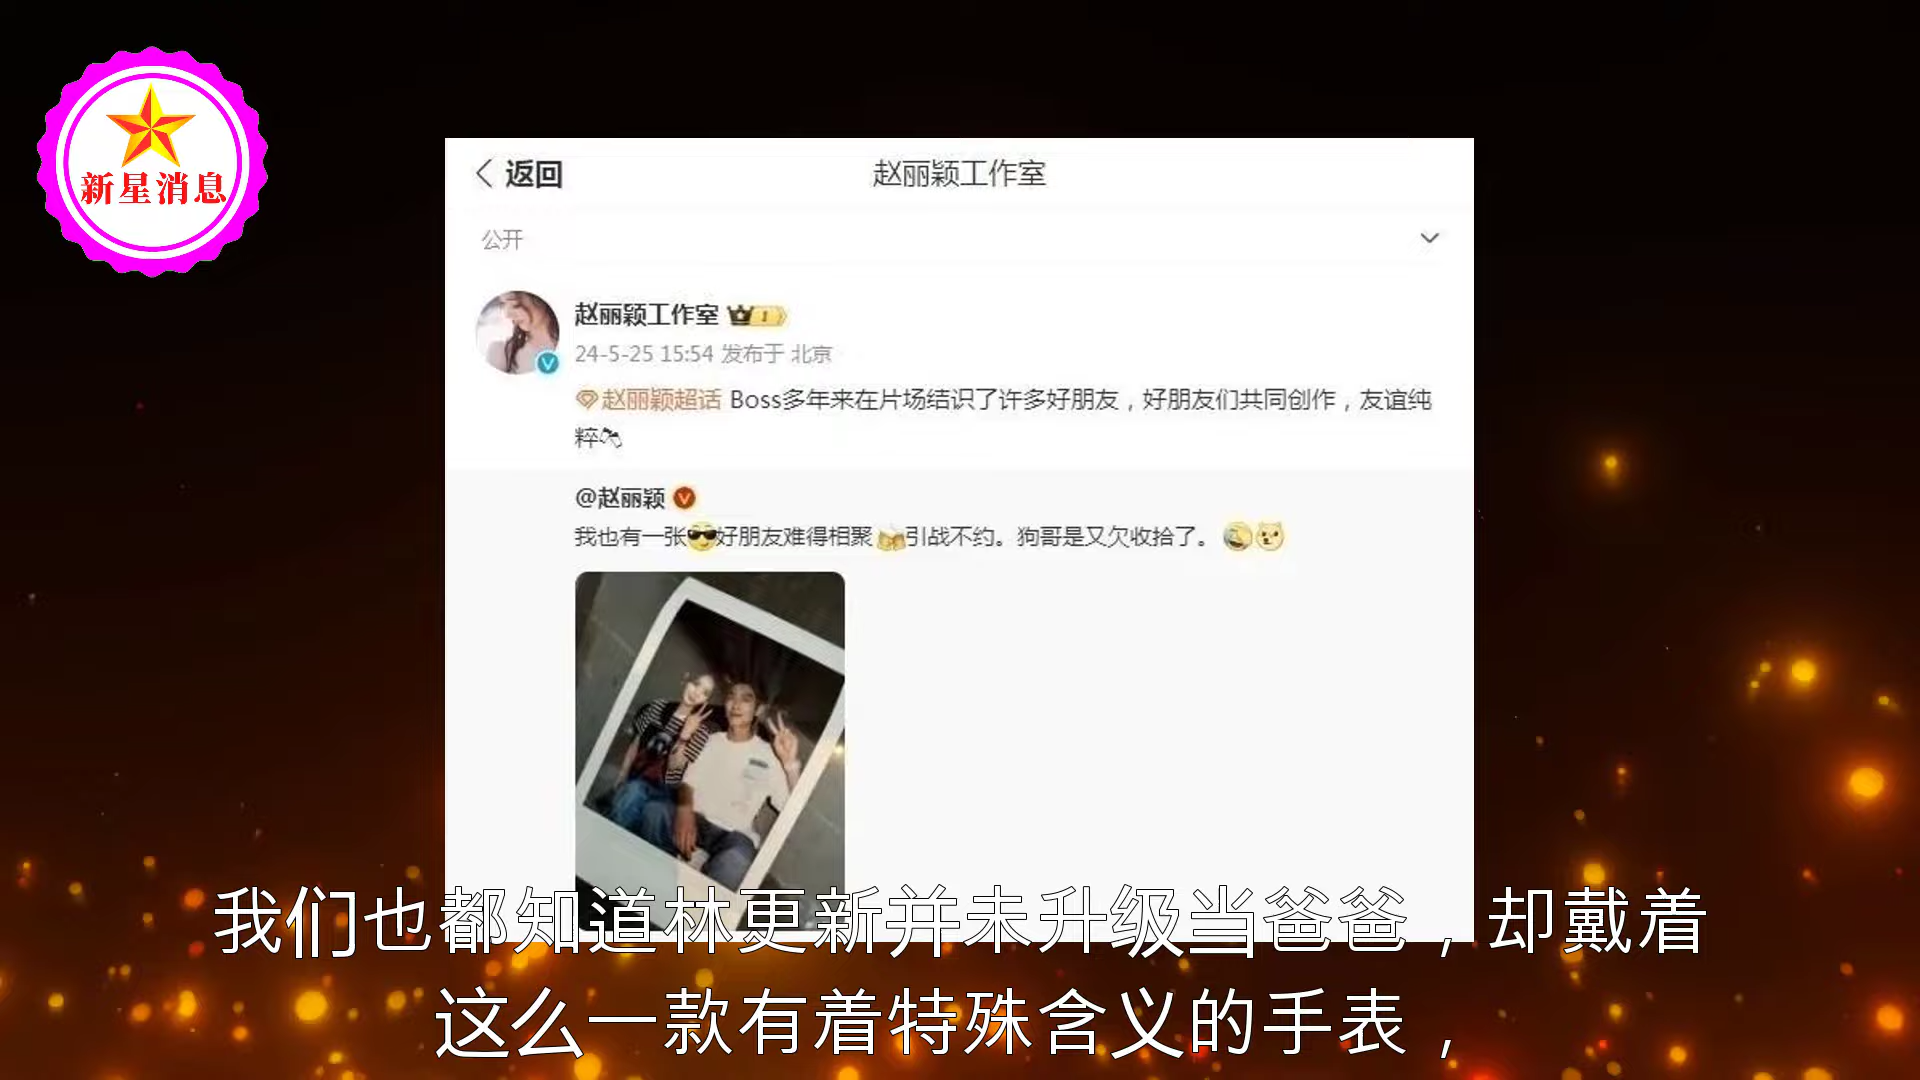 新星消息
返回
赵丽颖工作室
公开
赵丽颖工作室
1
24-5-25 15:54 发布于 北京
赵丽颖超话 Boss多年来在片场结识了许多好朋友，好朋友们共同创作，友谊纯
粹
@赵丽颖
我也有一张😎好朋友难得相聚🍻引战不约。狗哥是又欠收拾了。
我们也都知道林更新并未升级当爸爸，却戴着
这么一款有着特殊含义的手表，